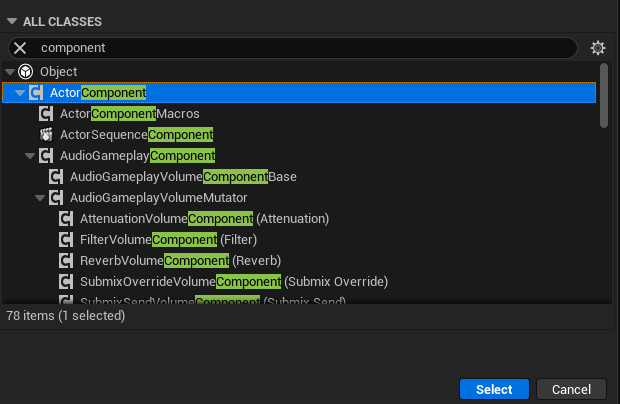 ALL CLASSES
component
Object
ActorComponent
ActorComponentMacros
ActorSequenceComponent
AudioGameplayComponent
AudioGameplayVolumeComponentBase
AudioGameplayVolumeMutator
AttenuationVolumeComponent (Attenuation)
FilterVolumeComponent (Filter)
ReverbVolumeComponent (Reverb)
SubmixOverrideVolumeComponent (Submix Override)
SubmixSendVolumeComponent (Submix Send)
78 items (1 selected)
Select Cancel